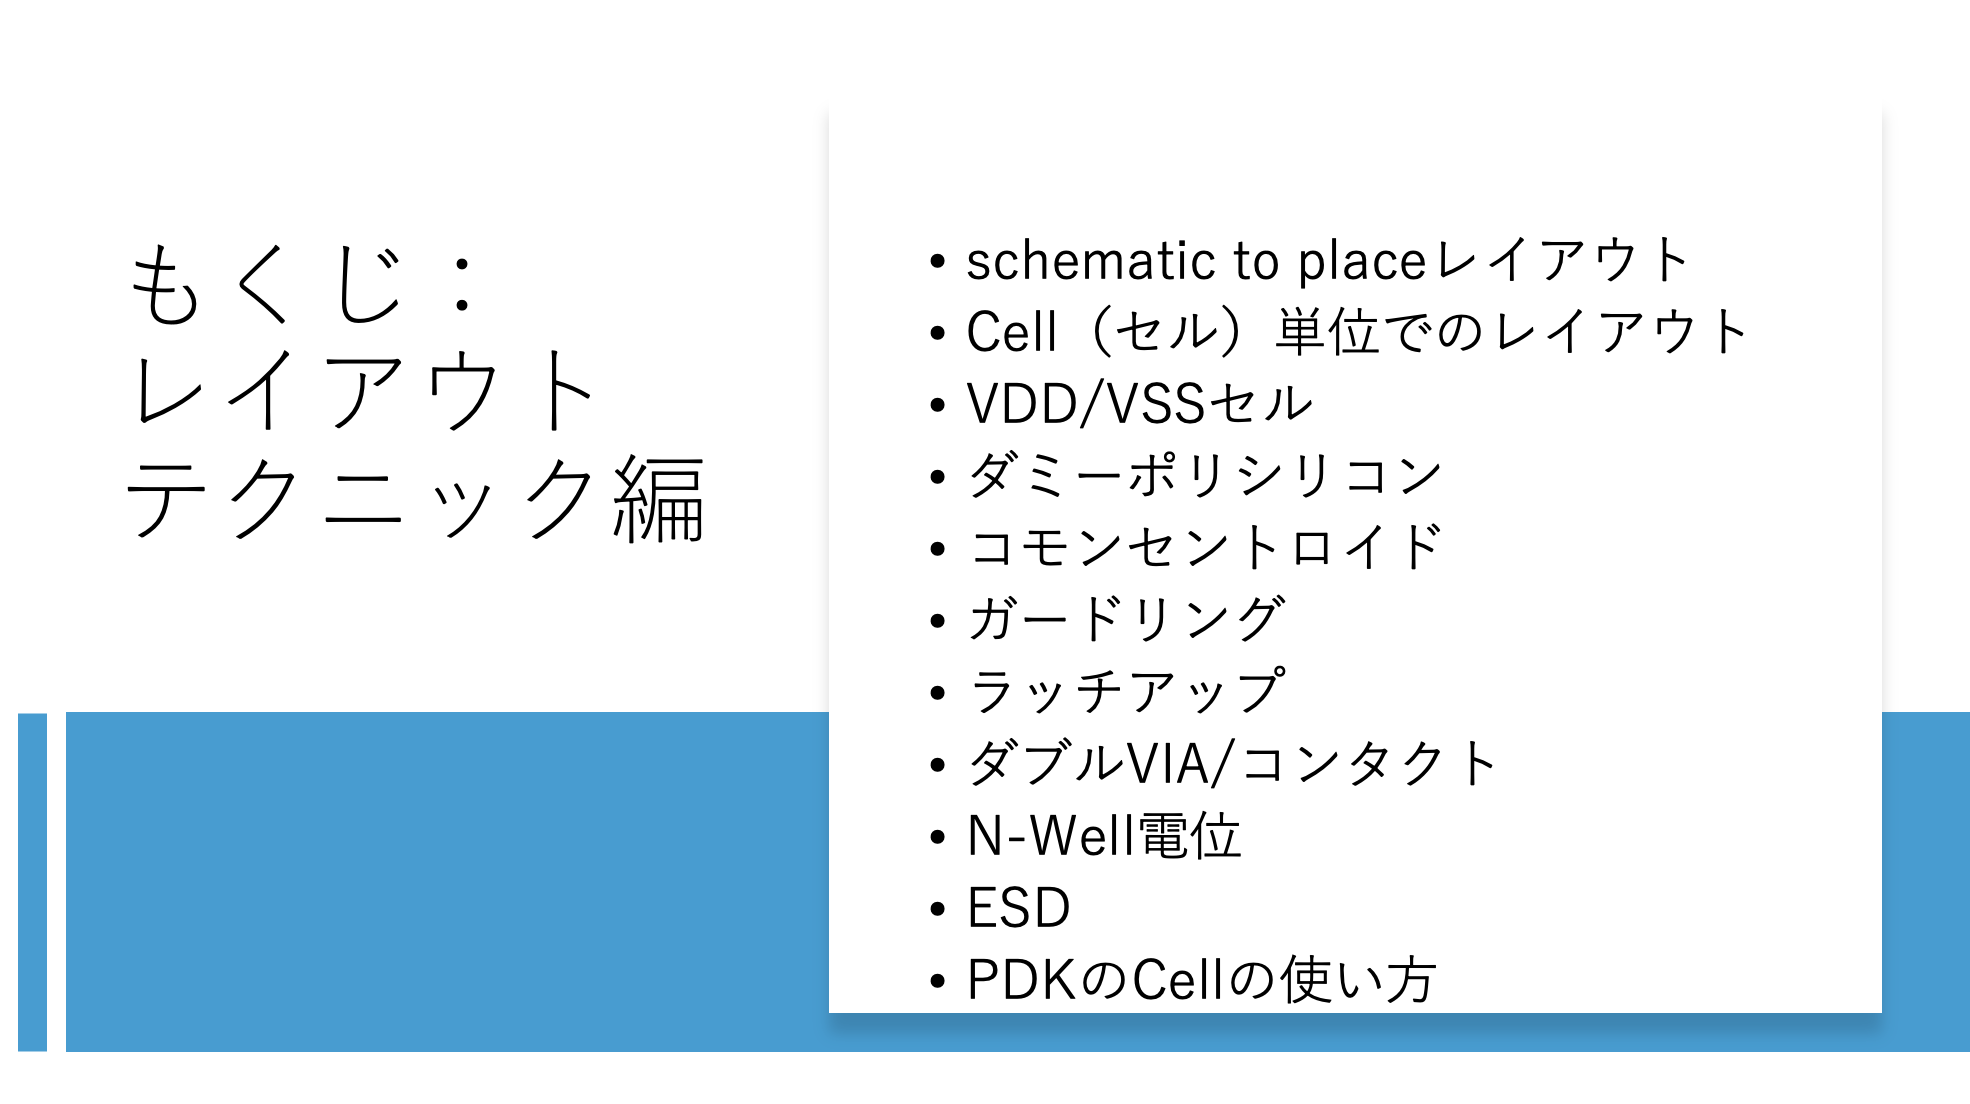 もくじ：
レイアウト
テクニック編
• schematic to placeレイアウト
• Cell（セル）単位でのレイアウト
• VDD/VSSセル
• ダミーポリシリコン
• コモンセントロイド
• ガードリング
• ラッチアップ
• ダブルVIA/コンタクト
• N-Well電位
• ESD
• PDKのCellの使い方